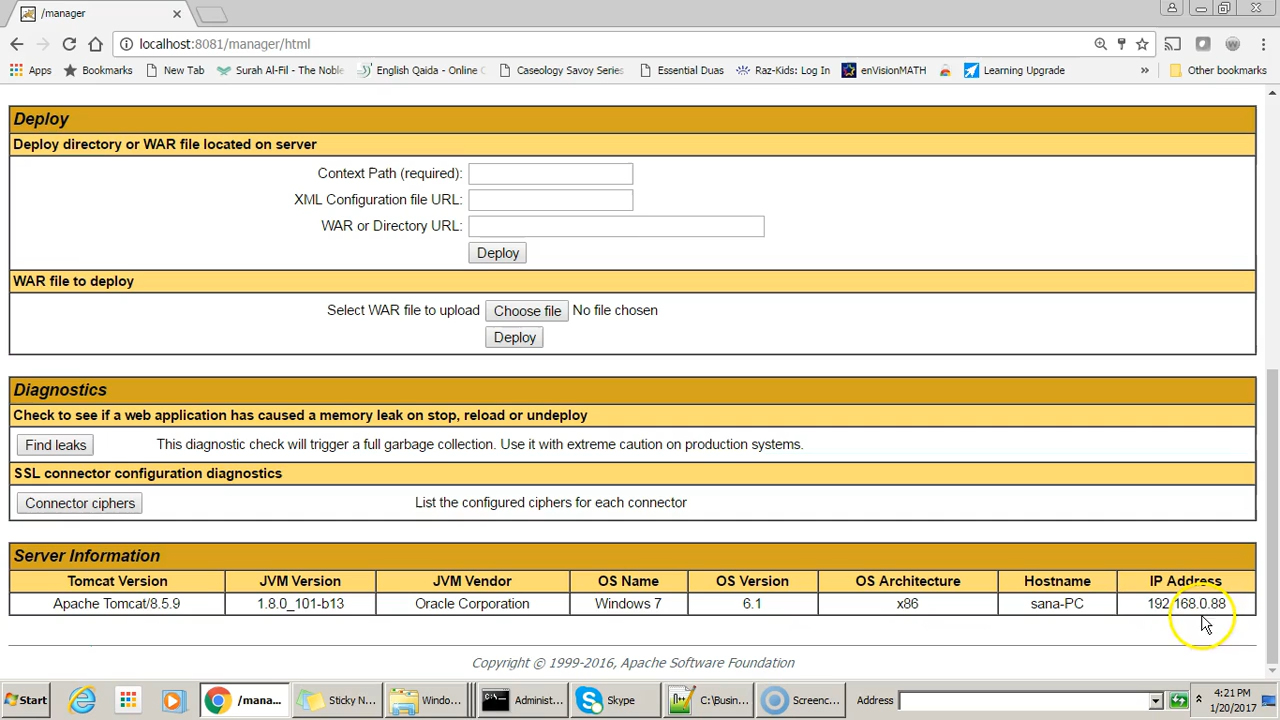 /manager
localhost:8081/manager/html
Apps Bookmarks New Tab Surah Al-Fil - The Noble English Qaida - Online Caseology Savoy Series Essential Duas Raz-Kids: Log In enVisionMATH Learning Upgrade » Other bookmarks
Deploy
Deploy directory or WAR file located on server
Context Path (required):
XML Configuration file URL:
WAR or Directory URL:
Deploy
WAR file to deploy
Select WAR file to upload Choose file No file chosen
Deploy
Diagnostics
Check to see if a web application has caused a memory leak on stop, reload or undeploy
Find leaks This diagnostic check will trigger a full garbage collection. Use it with extreme caution on production systems.
SSL connector configuration diagnostics
Connector ciphers List the configured ciphers for each connector
Server Information
Tomcat Version JVM Version JVM Vendor OS Name OS Version OS Architecture Hostname IP Address
Apache Tomcat/8.5.9 1.8.0_101-b13 Oracle Corporation Windows 7 6.1 x86 sana-PC 192.168.0.88
Copyright © 1999-2016, Apache Software Foundation
Start /mana... Sticky N... Windo... Administ... Skype C:\Busin... Screenc... Address 4:21 PM
1/20/2017